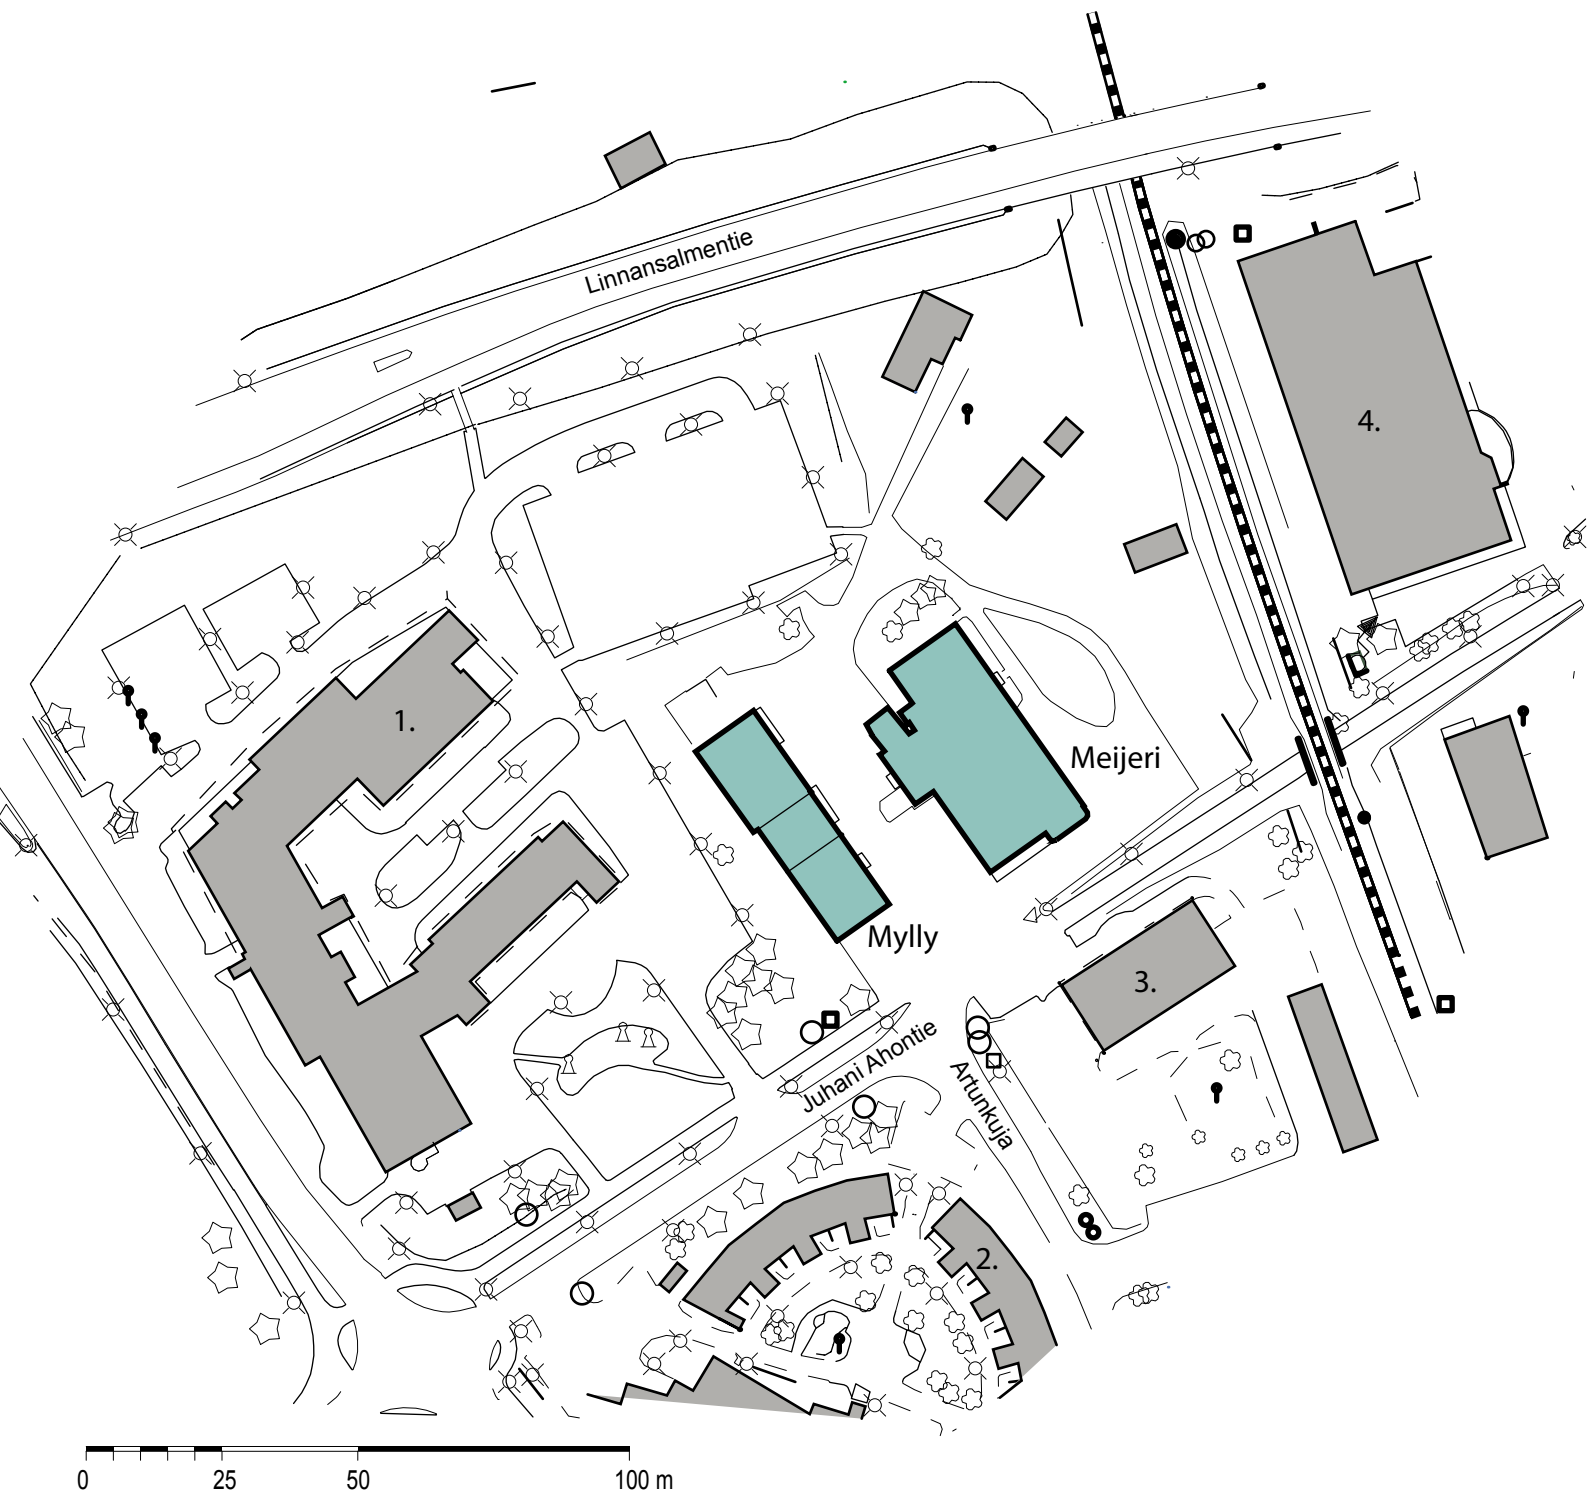 Linnansalmentie
4.
1.
Meijeri
Mylly
3.
Juhani Ahontie
Artunkuja
2.
0 25 50 100 m